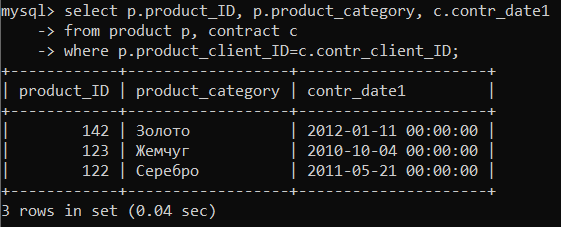 mysql> select p.product_ID, p.product_category, c.contr_date1
    -> from product p, contract c
    -> where p.product_client_ID=c.contr_client_ID;
+------------+------------------+---------------------+
| product_ID | product_category | contr_date1         |
+------------+------------------+---------------------+
|        142 | Золото           | 2012-01-11 00:00:00 |
|        123 | Жемчуг           | 2010-10-04 00:00:00 |
|        122 | Серебро          | 2011-05-21 00:00:00 |
+------------+------------------+---------------------+
3 rows in set (0.04 sec)